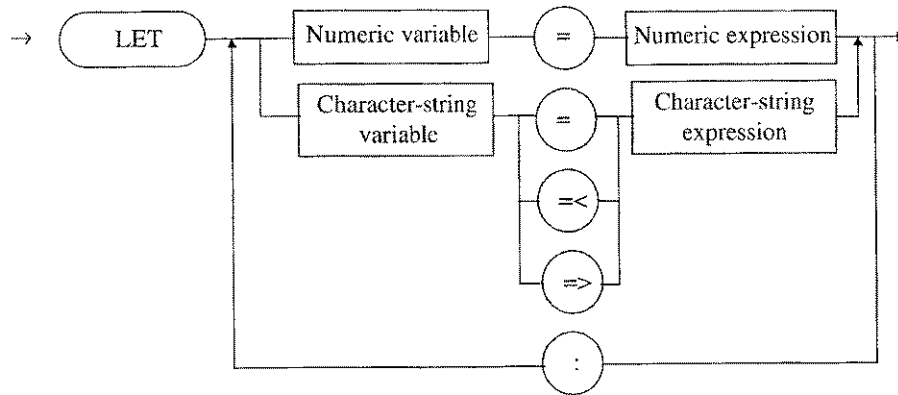 LET
Numeric variable
=
Numeric expression
Character-string
variable
=
Character-string
expression
=<
=>
: